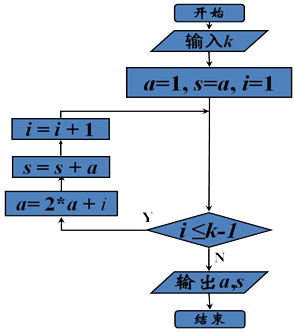 开始
输入k
a=1, s=a, i=1
i = i + 1
s = s + a
a= 2*a + i
Y
i ≤k-1
N
输出a,s
结束